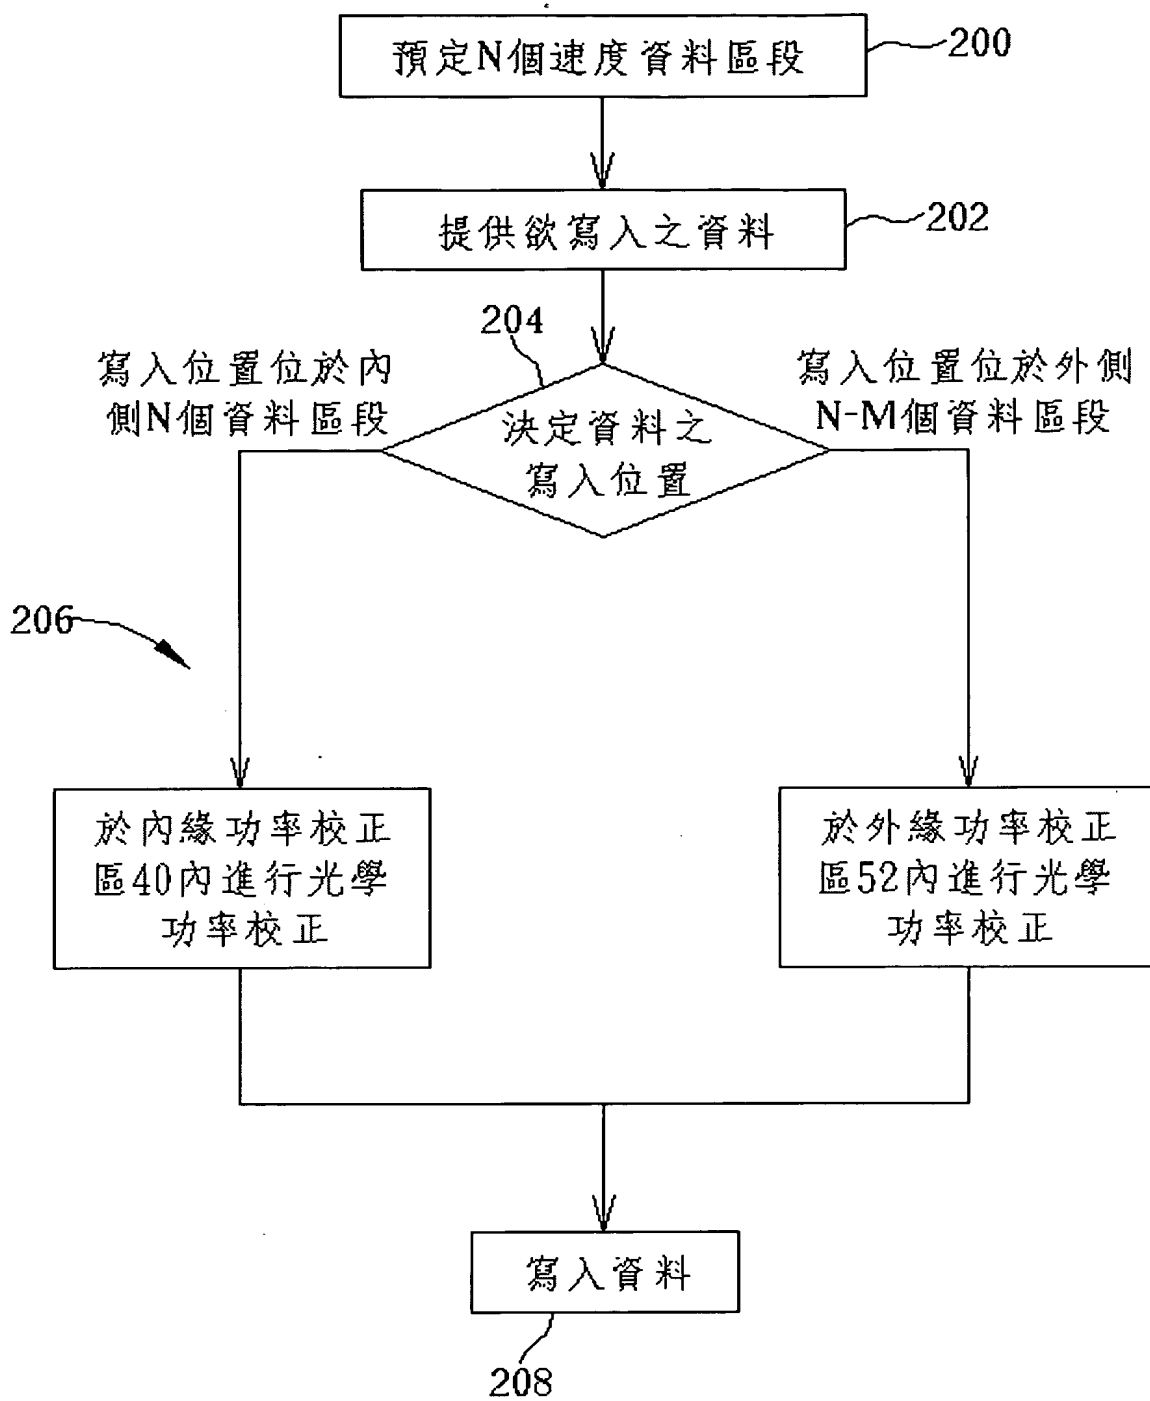 預定N個速度資料區段
200
提供欲寫入之資料
202
204
寫入位置位於內
側N個資料區段
決定資料之
寫入位置
寫入位置位於外側
N-M個資料區段
206
於內緣功率校正
區40內進行光學
功率校正
於外緣功率校正
區52內進行光學
功率校正
寫入資料
208